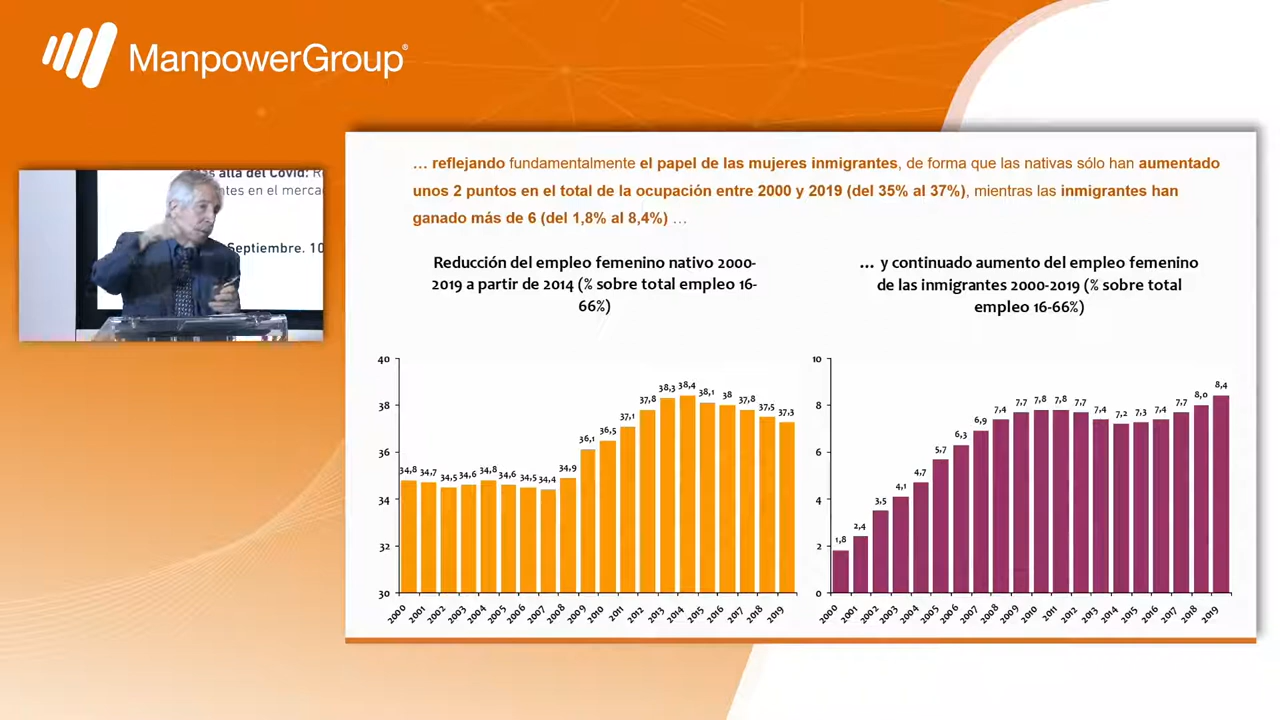 ManpowerGroup®
más allá del Covid: R
ntes en el merca
Septiembre. 10
… reflejando fundamentalmente el papel de las mujeres inmigrantes, de forma que las nativas sólo han aumentado
unos 2 puntos en el total de la ocupación entre 2000 y 2019 (del 35% al 37%), mientras las inmigrantes han
ganado más de 6 (del 1,8% al 8,4%) …
Reducción del empleo femenino nativo 2000-
2019 a partir de 2014 (% sobre total empleo 16-
66%)
40
38
36
34
32
30
34,8 34,7 34,5 34,6 34,8 34,6 34,5 34,4 34,9 36,1 36,5 37,1 37,8 38,3 38,4 38,1 38 37,8 37,5 37,3
2000 2001 2002 2003 2004 2005 2006 2007 2008 2009 2010 2011 2012 2013 2014 2015 2016 2017 2018 2019
… y continuado aumento del empleo femenino
de las inmigrantes 2000-2019 (% sobre total
empleo 16-66%)
10
8
6
4
2
0
1,8 2,4 3,5 4,1 4,7 5,7 6,3 6,9 7,4 7,7 7,8 7,8 7,7 7,4 7,2 7,3 7,4 7,7 8,0 8,4
2000 2001 2002 2003 2004 2005 2006 2007 2008 2009 2010 2011 2012 2013 2014 2015 2016 2017 2018 2019